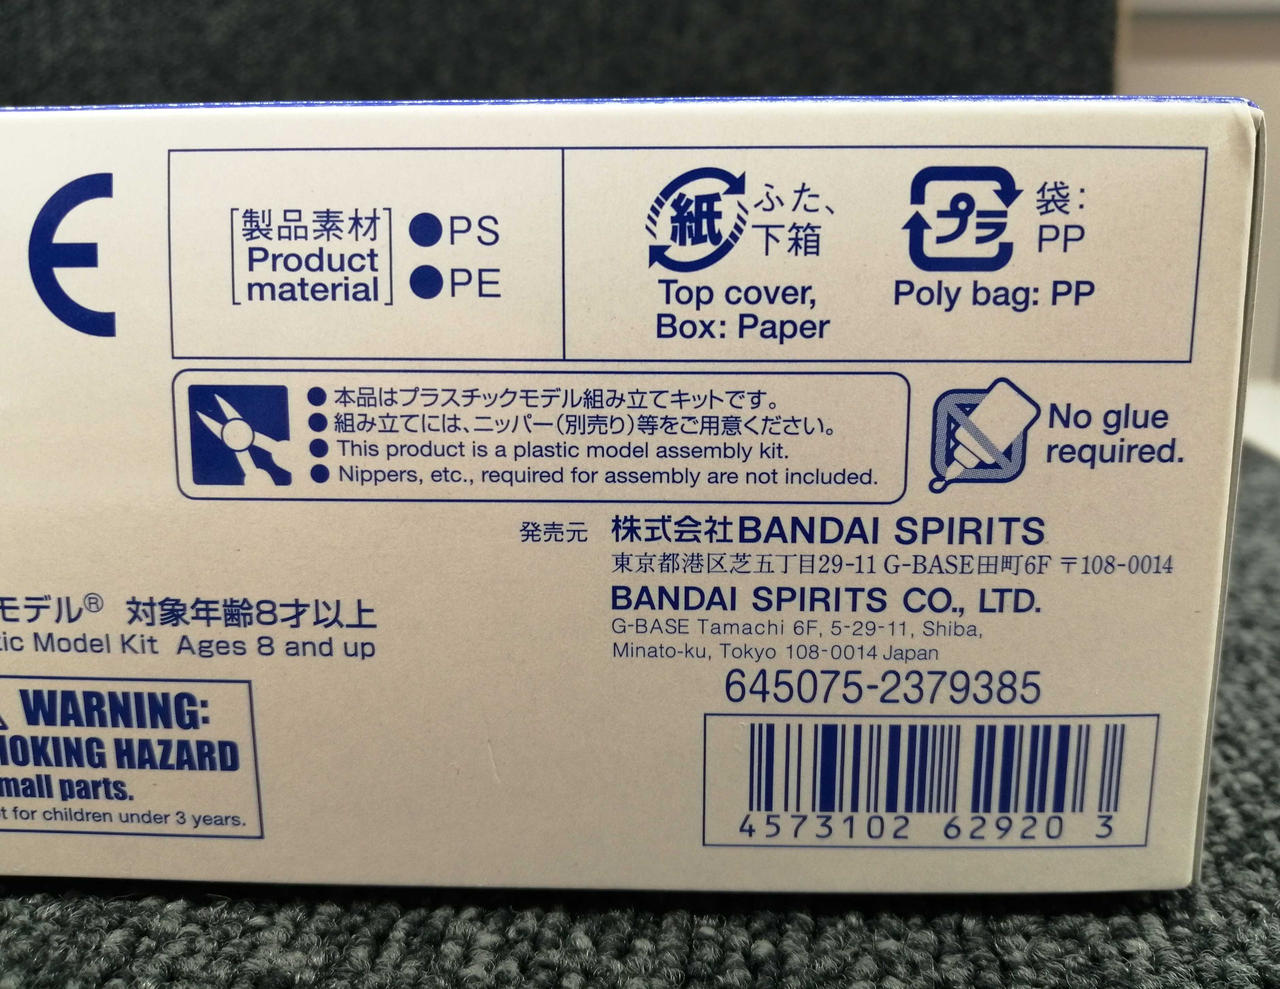 CE
[製品素材
Product
material]
●PS
●PE
紙
ふた、
下箱
Top cover,
Box: Paper
プラ
袋:
PP
Poly bag: PP
●本品はプラスチックモデル組み立てキットです。
●組み立てには、ニッパー(別売り)等をご用意ください。
●This product is a plastic model assembly kit.
●Nippers, etc., required for assembly are not included.
No glue
required.
発売元 株式会社BANDAI SPIRITS
東京都港区芝五丁目29-11 G-BASE田町6F 〒108-0014
BANDAI SPIRITS CO., LTD.
G-BASE Tamachi 6F, 5-29-11, Shiba,
Minato-ku, Tokyo 108-0014 Japan
645075-2379385
4573102 62920 3
モデル® 対象年齢8才以上
tic Model Kit Ages 8 and up
WARNING:
HOKING HAZARD
mall parts.
ot for children under 3 years.